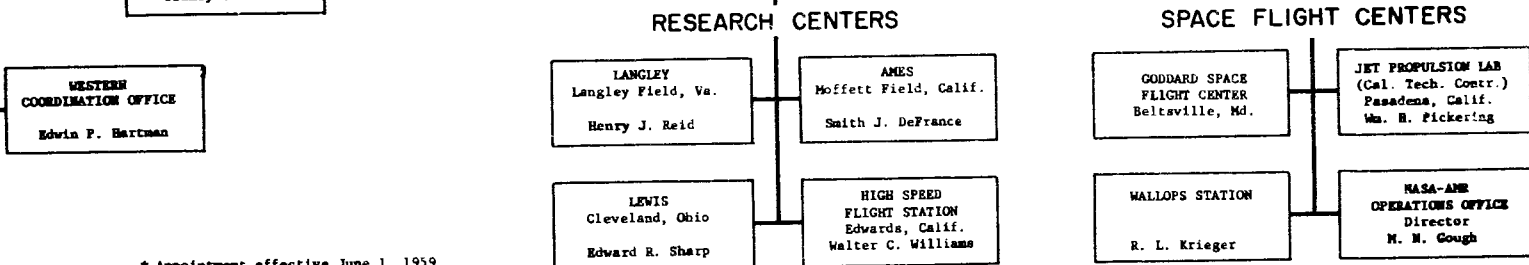 RESEARCH CENTERS
SPACE FLIGHT CENTERS
WESTERN
COORDINATION OFFICE
Edwin P. Hartman
LANGLEY
Langley Field, Va.
Henry J. Reid
AMES
Moffett Field, Calif.
Smith J. DeFrance
LEWIS
Cleveland, Ohio
Edward R. Sharp
HIGH SPEED
FLIGHT STATION
Edwards, Calif.
Walter C. Williams
GODDARD SPACE
FLIGHT CENTER
Beltsville, Md.
JET PROPULSION LAB
(Cal. Tech. Contr.)
Pasadena, Calif.
Wm. H. Pickering
WALLOPS STATION
R. L. Krieger
NASA-AMR
OPERATIONS OFFICE
Director
M. N. Gough
* Appointment effective June 1, 1959